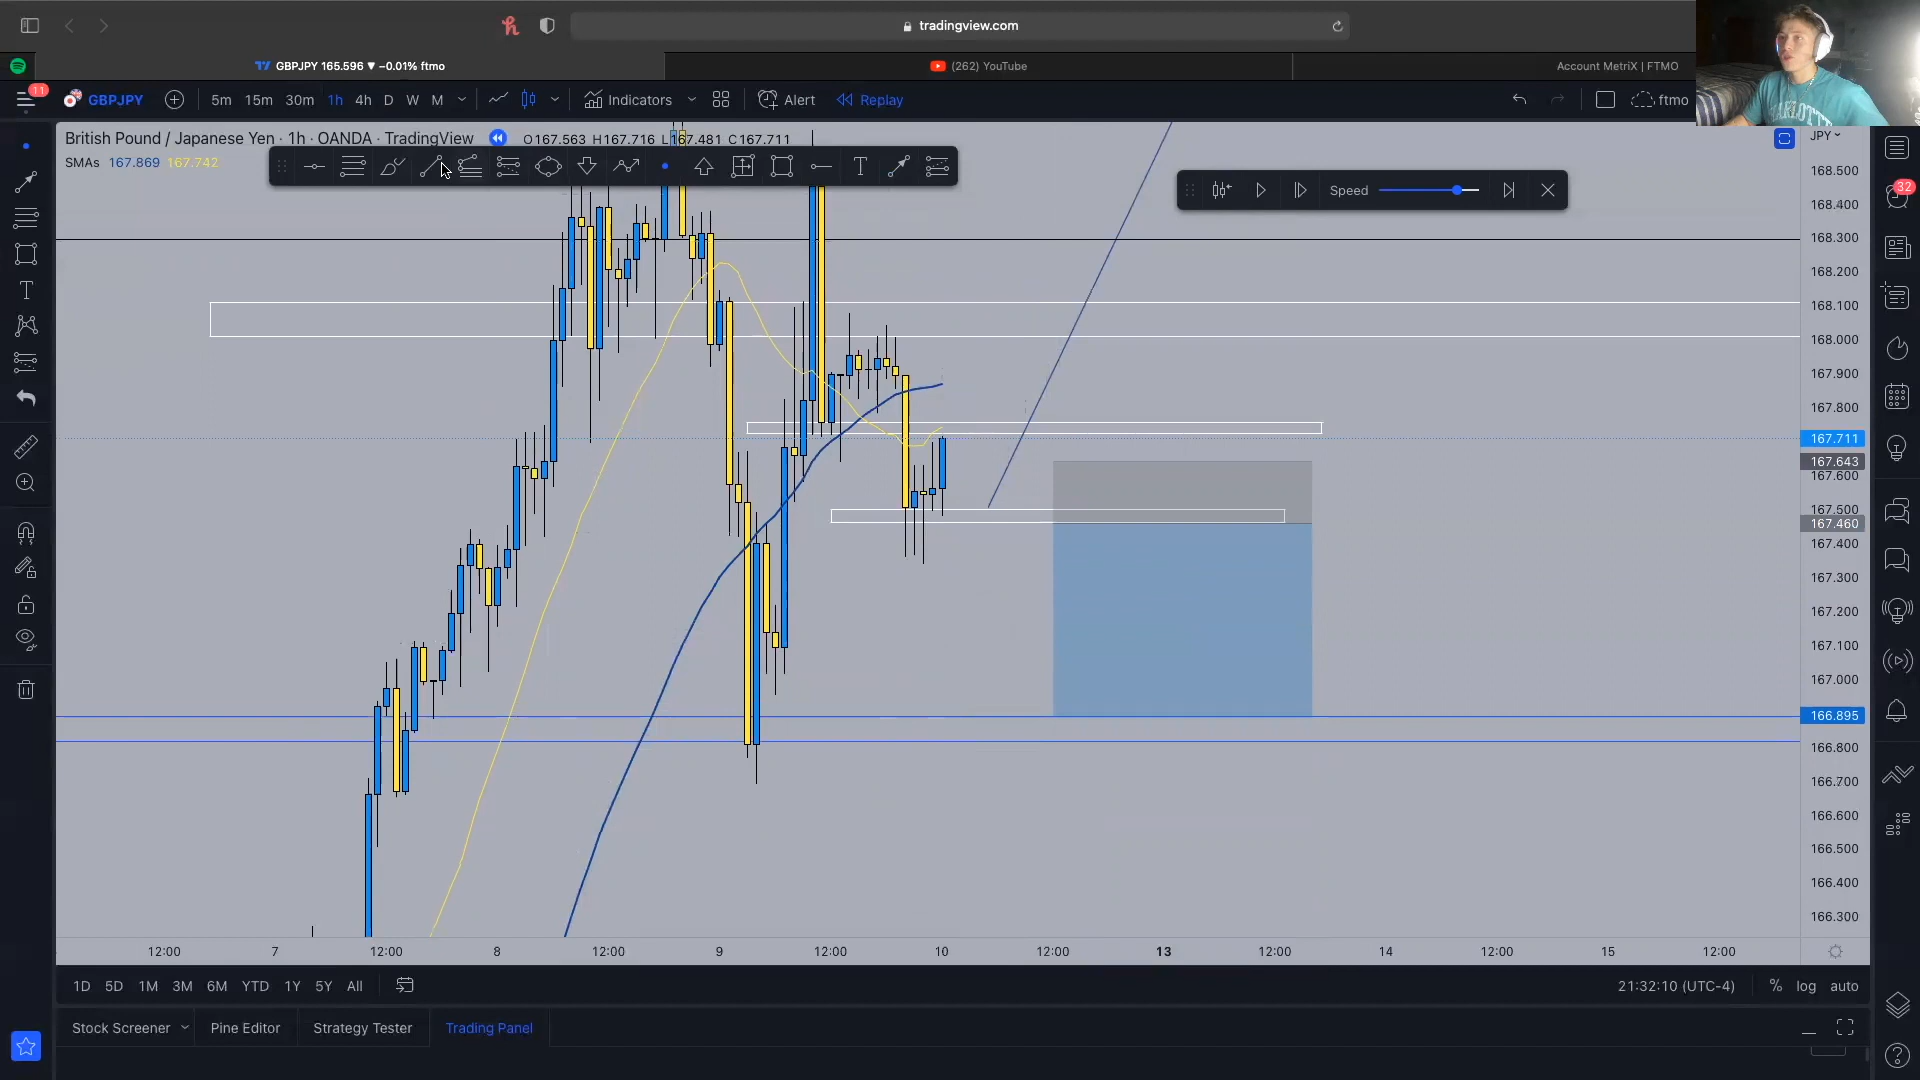 tradingview.com
GBPJPY 165.596 ▼ −0.01% ftmo
(262) YouTube
Account MetriX | FTMO
11
GBPJPY
5m 15m 30m 1h 4h D W M
Indicators
Alert
Replay
ftmo
British Pound / Japanese Yen · 1h · OANDA · TradingView
O167.563 H167.716 L167.481 C167.711
JPY
SMAs 167.869 167.742
Speed
32
168.500
168.400
168.300
168.200
168.100
168.000
167.900
167.800
167.711
167.643
167.600
167.500
167.460
167.400
167.300
167.200
167.100
167.000
166.895
166.800
166.700
166.600
166.500
166.400
166.300
12:00 7 12:00 8 12:00 9 12:00 10 12:00 13 12:00 14 12:00 15 12:00
1D 5D 1M 3M 6M YTD 1Y 5Y All
21:32:10 (UTC-4)
% log auto
Stock Screener
Pine Editor
Strategy Tester
Trading Panel